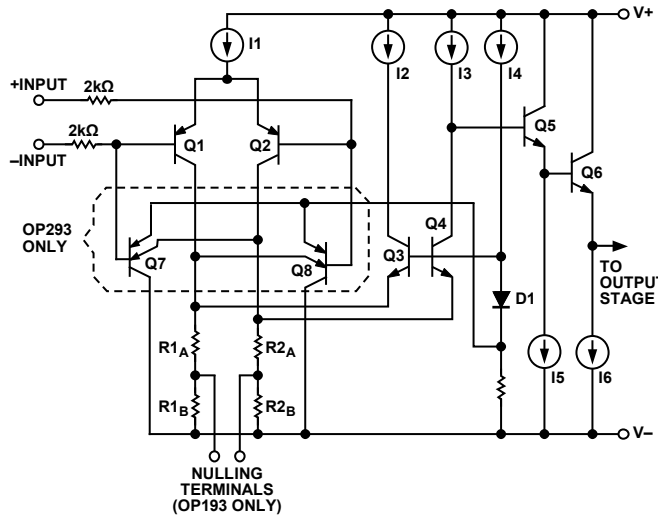 V+
I1
I2
I3
I4
+INPUT
2kΩ
–INPUT
2kΩ
Q1
Q2
Q5
Q6
OP293
ONLY
Q7
Q8
Q3
Q4
TO
OUTPUT
STAGE
D1
R1A
R2A
I5
I6
R1B
R2B
V–
NULLING
TERMINALS
(OP193 ONLY)